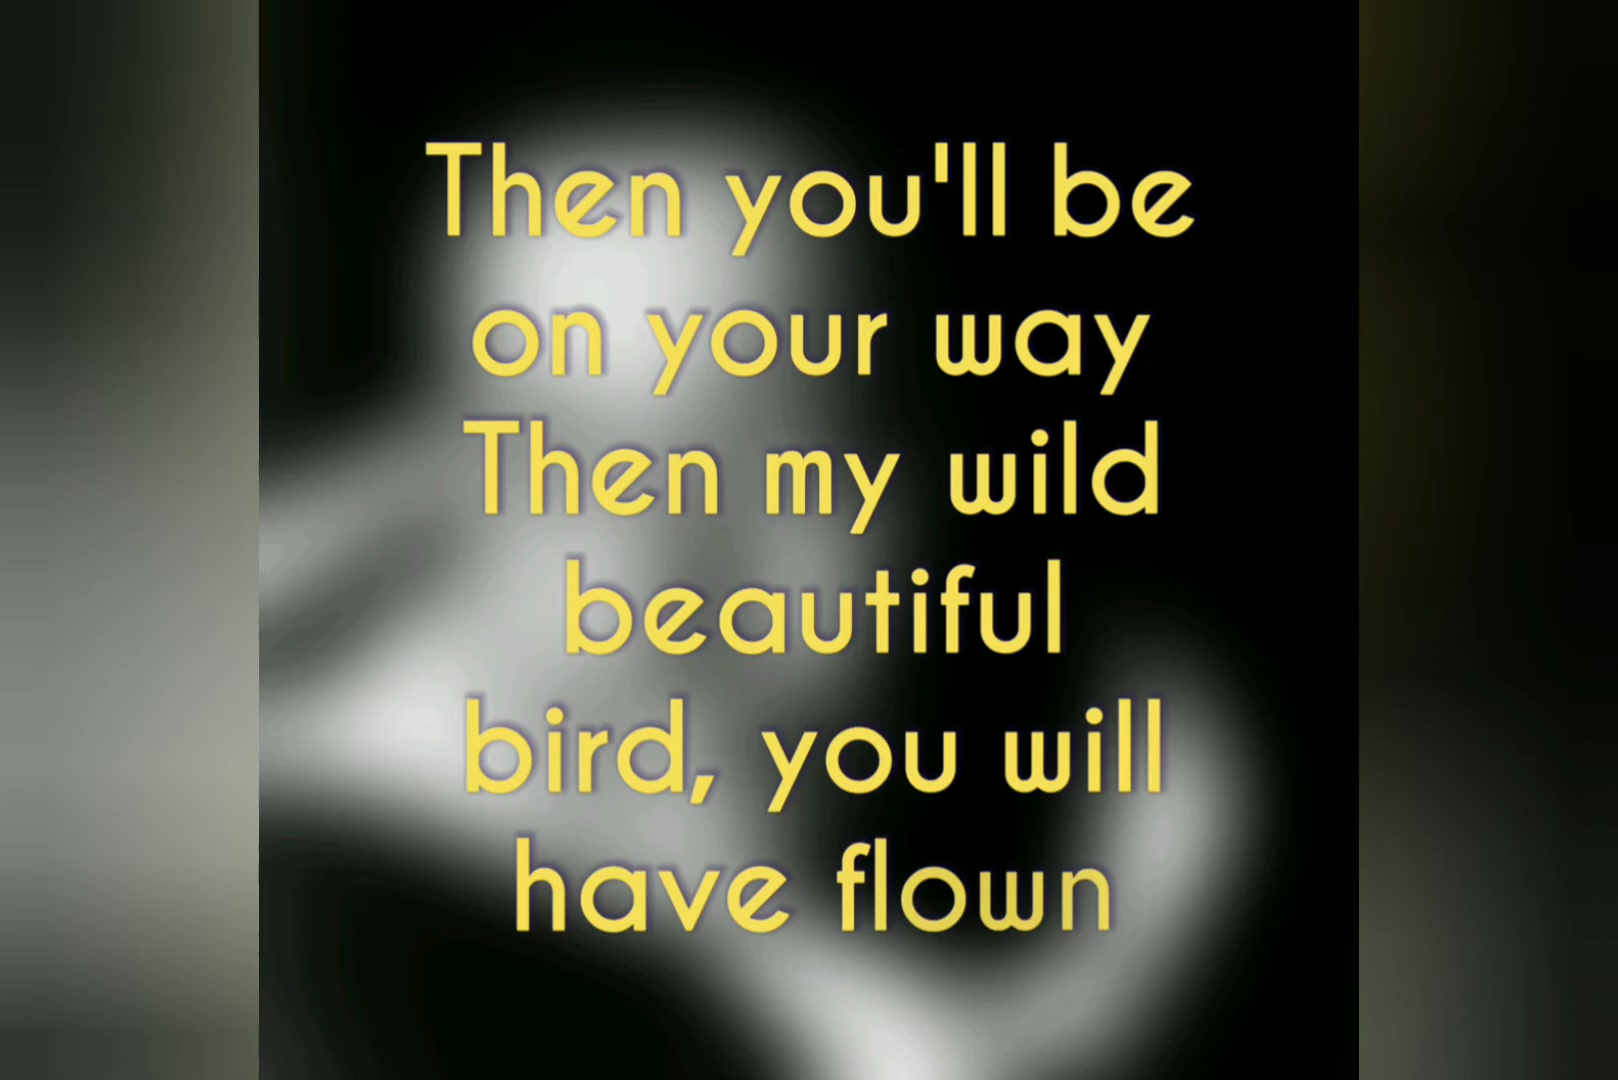 Then you'll be
on your way
Then my wild
beautiful
bird, you will
have flown